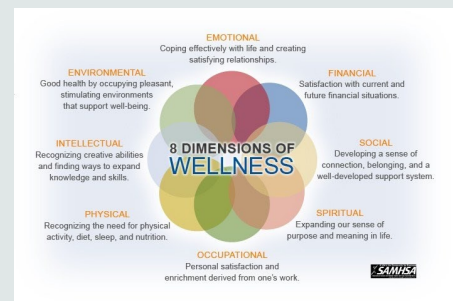 EMOTIONAL
Coping effectively with life and creating
satisfying relationships.
ENVIRONMENTAL
Good health by occupying pleasant,
stimulating environments
that support well-being.
FINANCIAL
Satisfaction with current and
future financial situations.
8 DIMENSIONS OF
WELLNESS
INTELLECTUAL
Recognizing creative abilities
and finding ways to expand
knowledge and skills.
SOCIAL
Developing a sense of
connection, belonging, and a
well-developed support system.
PHYSICAL
Recognizing the need for physical
activity, diet, sleep, and nutrition.
SPIRITUAL
Expanding our sense of
purpose and meaning in life.
OCCUPATIONAL
Personal satisfaction and
enrichment derived from one's work.
SAMHSA